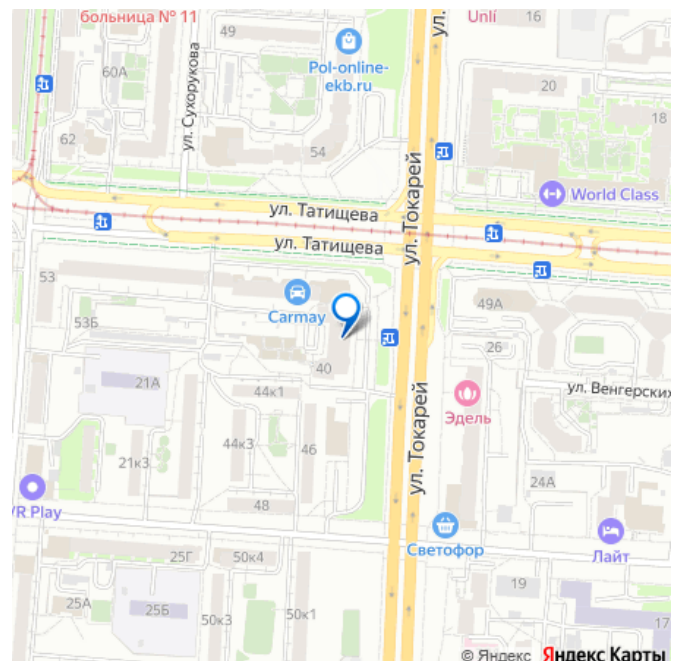 больница № 11
49
Unli
16
ул.
Pol-online-
ekb.ru
60А
ул. Сухорукова
20
18
62
54
World Class
ул. Татищева
ул. Токарей
ул. Татищева
53
Carmay
49А
53Б
26
40
21А
44к1
ул. Венгерских
Эдель
ул. Токарей
44к3
46
21к3
24А
VR Play
48
Светофор
Лайт
25Г
50к4
19
25А
25Б
50к3
50к1
17
© Яндекс Яндекс Карты